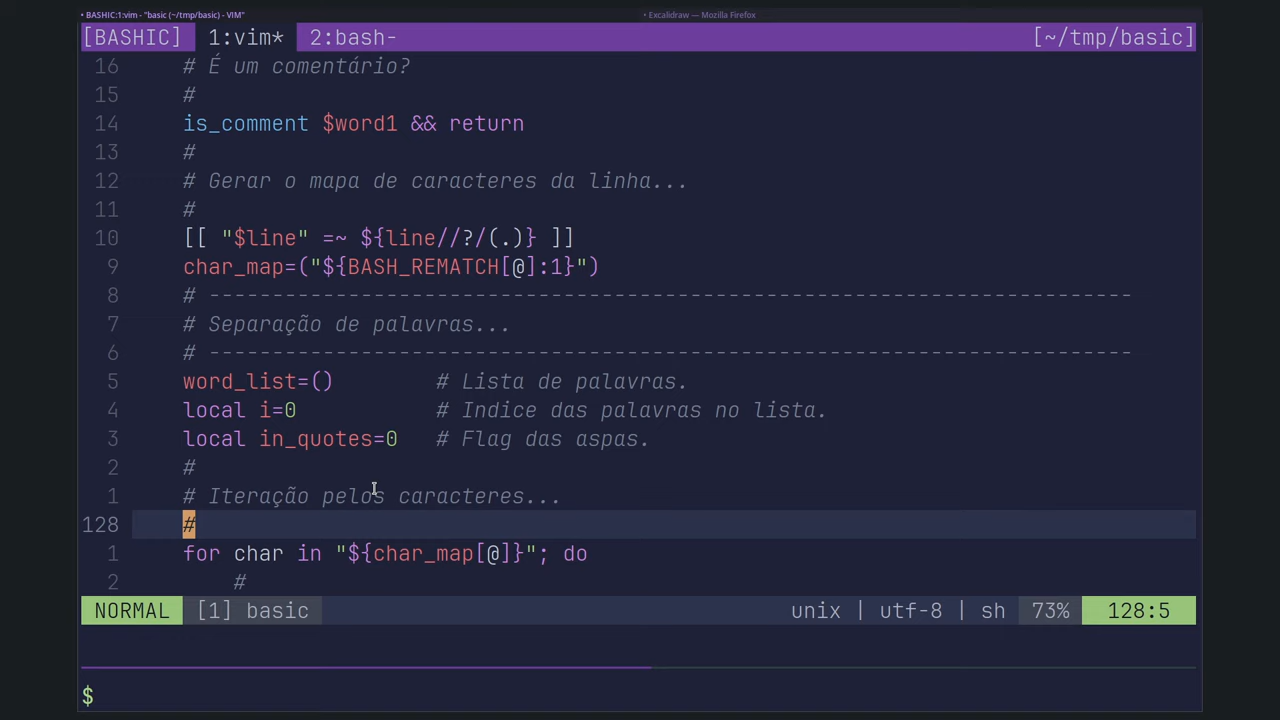 • BASHIC:1:vim - "basic (~/tmp/basic) - VIM"
• Excalidraw — Mozilla Firefox
[BASHIC] 1:vim* 2:bash- [~/tmp/basic]
16 # É um comentário?
15 #
14 is_comment $word1 && return
13 #
12 # Gerar o mapa de caracteres da linha...
11 #
10 [[ "$line" =~ ${line//?/(.)} ]]
9 char_map=("${BASH_REMATCH[@]:1}")
8 # -------------------------------------------------------------------------
7 # Separação de palavras...
6 # -------------------------------------------------------------------------
5 word_list=() # Lista de palavras.
4 local i=0 # Indice das palavras no lista.
3 local in_quotes=0 # Flag das aspas.
2 #
1 # Iteração pelos caracteres...
128 #
1 for char in "${char_map[@]}"; do
2 #
NORMAL [1] basic unix | utf-8 | sh 73% 128:5
$